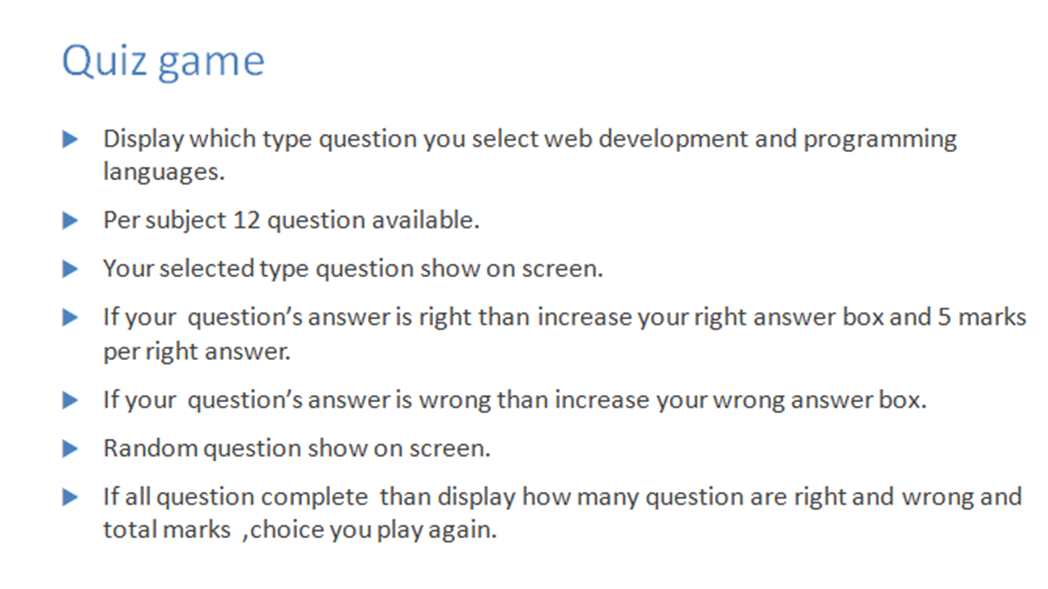 Quiz game
Display which type question you select web development and programming
languages.
Per subject 12 question available.
Your selected type question show on screen.
If your question’s answer is right than increase your right answer box and 5 marks
per right answer.
If your question’s answer is wrong than increase your wrong answer box.
Random question show on screen.
If all question complete than display how many question are right and wrong and
total marks ,choice you play again.